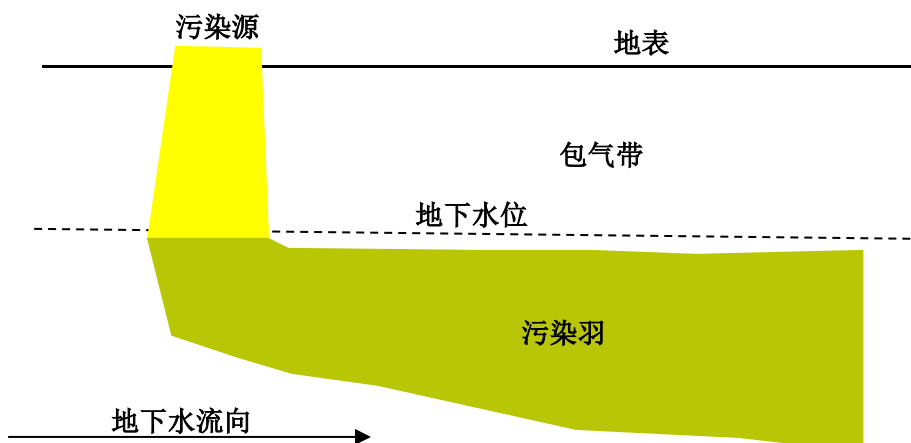 污染源
地表
包气带
地下水位
污染羽
地下水流向